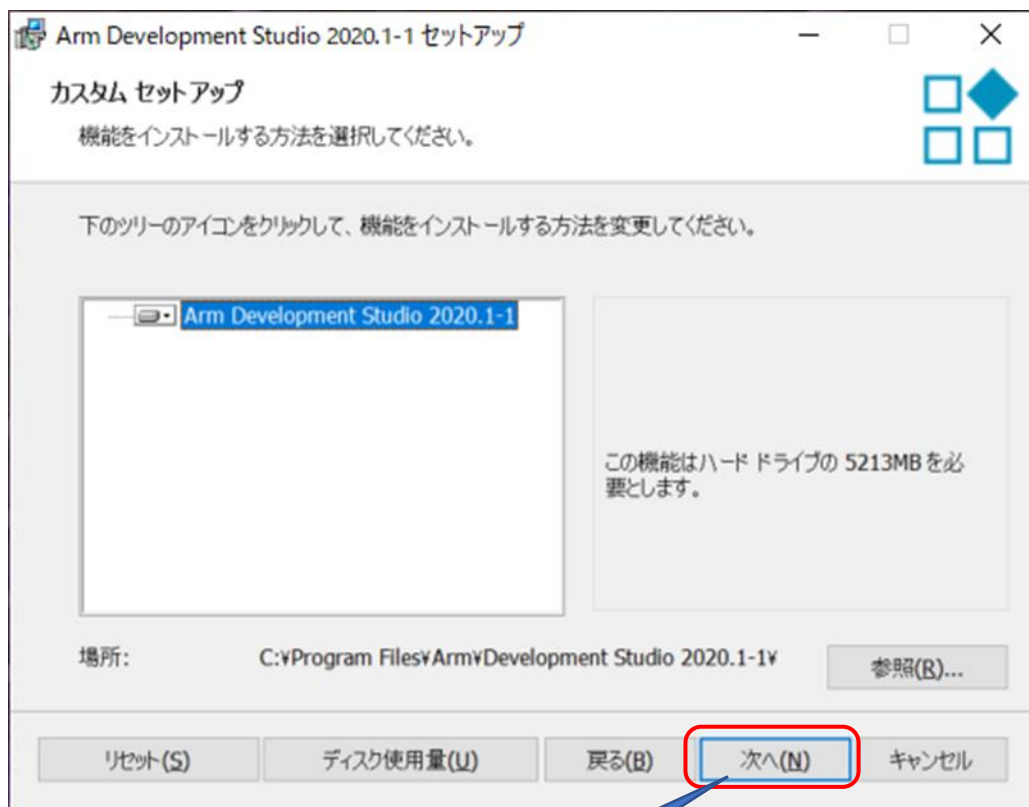 Arm Development Studio 2020.1-1 セットアップ
カスタム セットアップ
機能をインストールする方法を選択してください。
下のツリーのアイコンをクリックして、機能をインストールする方法を変更してください。
Arm Development Studio 2020.1-1
この機能はハード ドライブの 5213MB を必
要とします。
場所: C:¥Program Files¥Arm¥Development Studio 2020.1-1¥ 参照(R)...
リセット(S) ディスク使用量(U) 戻る(B) 次へ(N) キャンセル